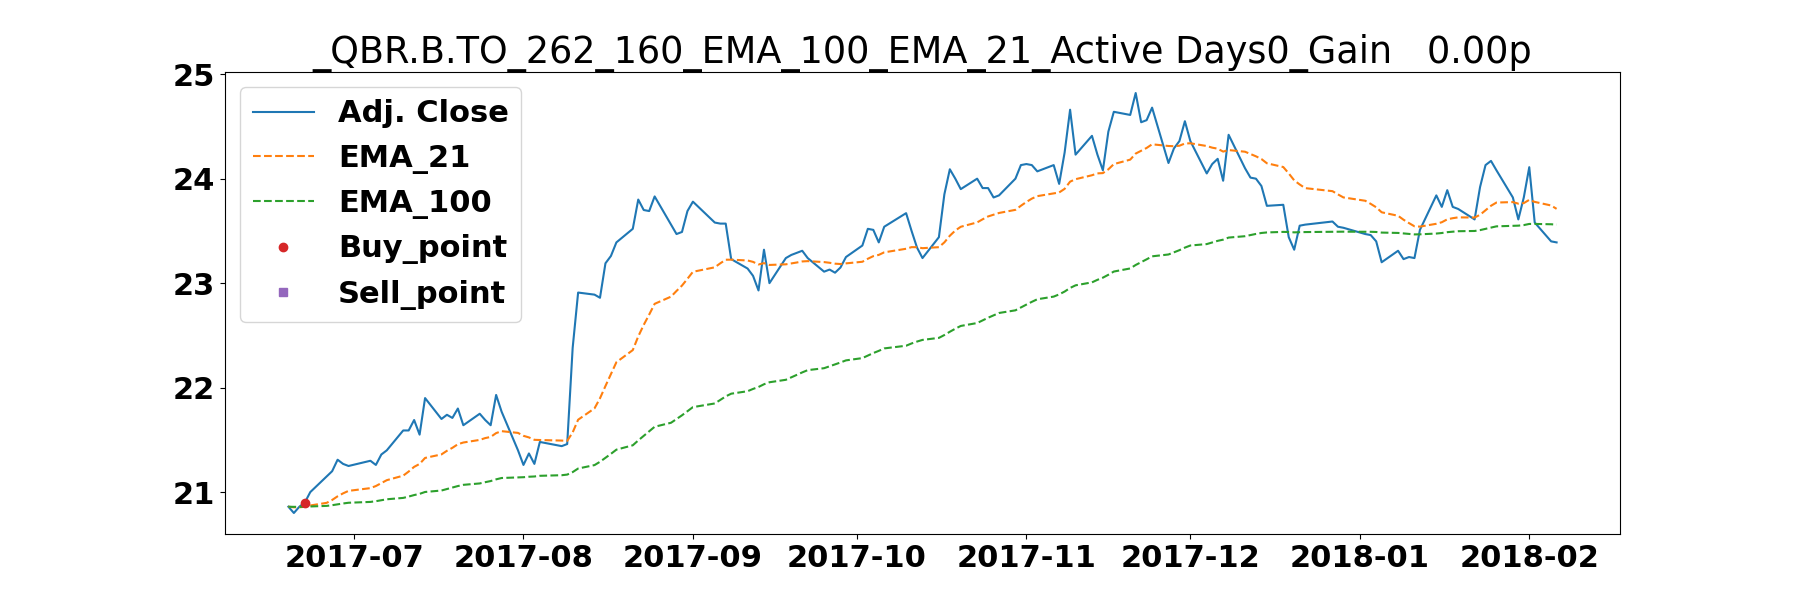 _QBR.B.TO_262_160_EMA_100_EMA_21_Active Days0_Gain   0.00p
25
24
23
22
21
Adj. Close
EMA_21
EMA_100
Buy_point
Sell_point
2017-07 2017-08 2017-09 2017-10 2017-11 2017-12 2018-01 2018-02